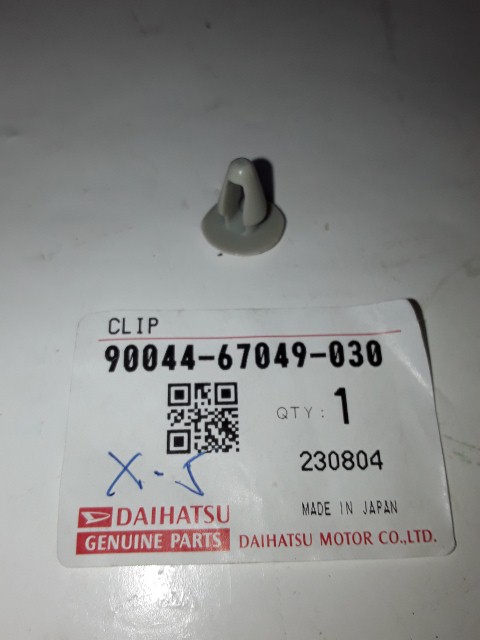 CLIP
90044-67049-030
QTY: 1
230804
X-5
MADE IN JAPAN
DAIHATSU
GENUINE PARTS DAIHATSU MOTOR CO.,LTD.